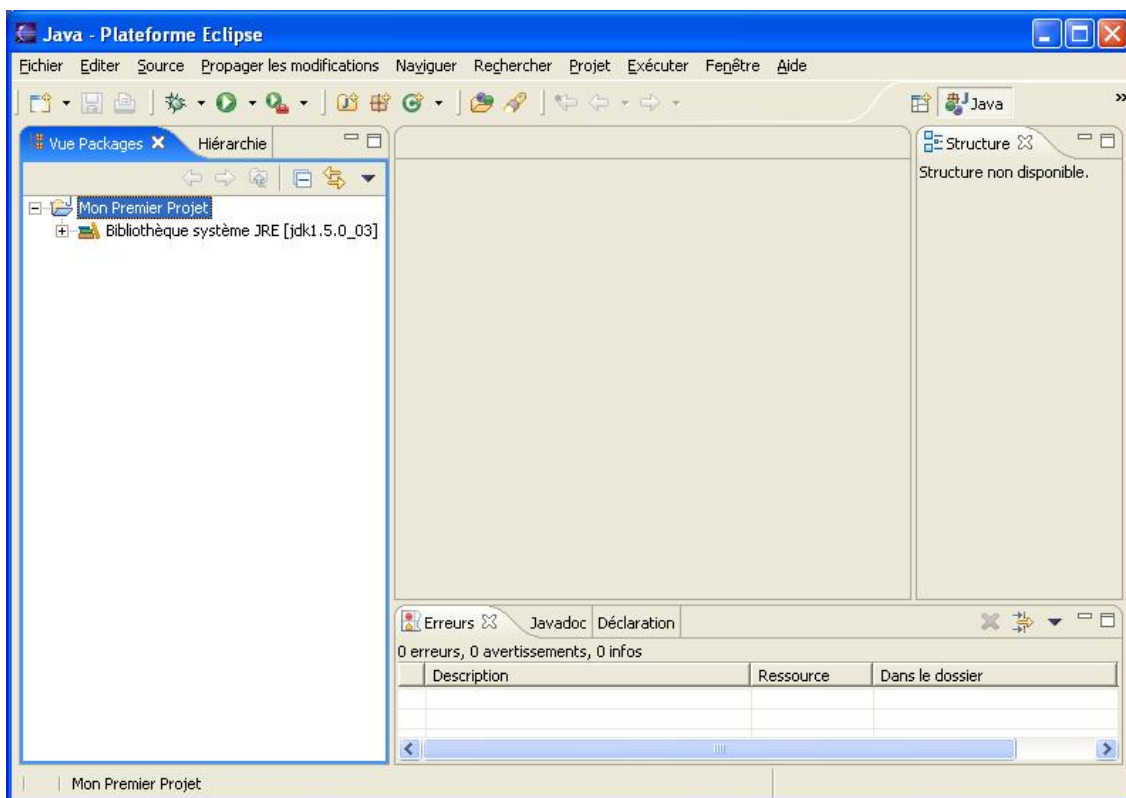 Java - Plateforme Eclipse
Fichier Editer Source Propager les modifications Naviguer Rechercher Projet Exécuter Fenêtre Aide
Java »
Vue Packages Hiérarchie
Structure
Structure non disponible.
Mon Premier Projet
Bibliothèque système JRE [jdk1.5.0_03]
Erreurs Javadoc Déclaration
0 erreurs, 0 avertissements, 0 infos
Description Ressource Dans le dossier
Mon Premier Projet